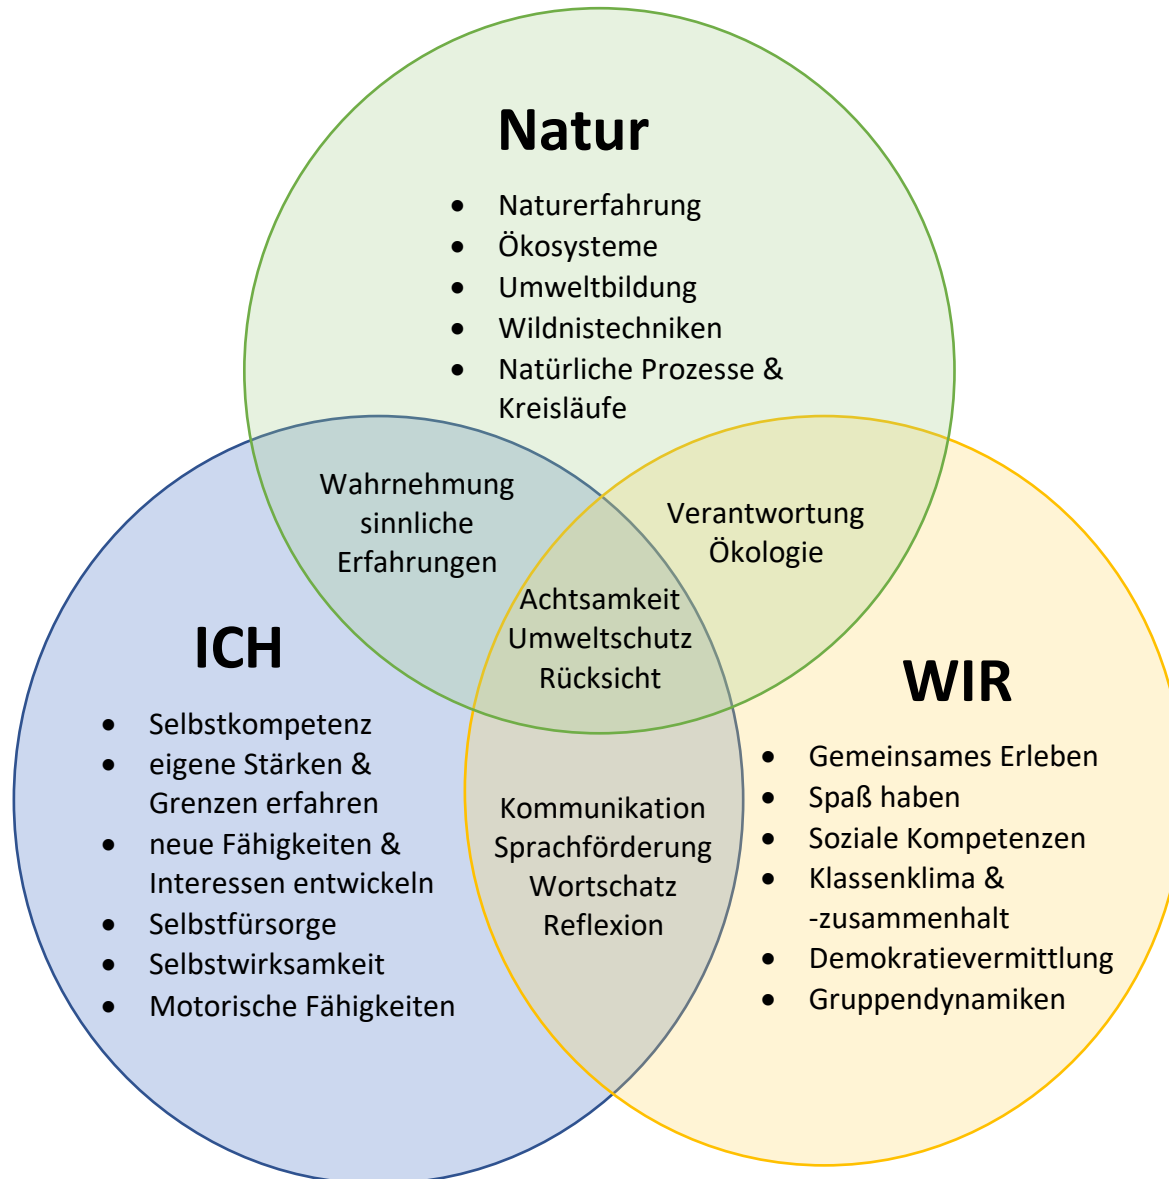 Natur
• Naturerfahrung
• Ökosysteme
• Umweltbildung
• Wildnistechniken
• Natürliche Prozesse &
Kreisläufe
Wahrnehmung
sinnliche
Erfahrungen
Verantwortung
Ökologie
Achtsamkeit
Umweltschutz
Rücksicht
ICH
• Selbstkompetenz
• eigene Stärken &
Grenzen erfahren
• neue Fähigkeiten &
Interessen entwickeln
• Selbstfürsorge
• Selbstwirksamkeit
• Motorische Fähigkeiten
Kommunikation
Sprachförderung
Wortschatz
Reflexion
WIR
• Gemeinsames Erleben
• Spaß haben
• Soziale Kompetenzen
• Klassenklima &
-zusammenhalt
• Demokratievermittlung
• Gruppendynamiken